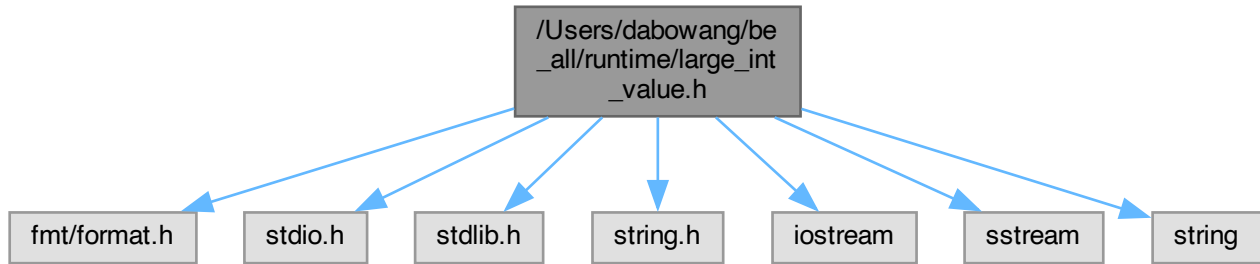 /Users/dabowang/be
_all/runtime/large_int
_value.h
fmt/format.h
stdio.h
stdlib.h
string.h
iostream
sstream
string